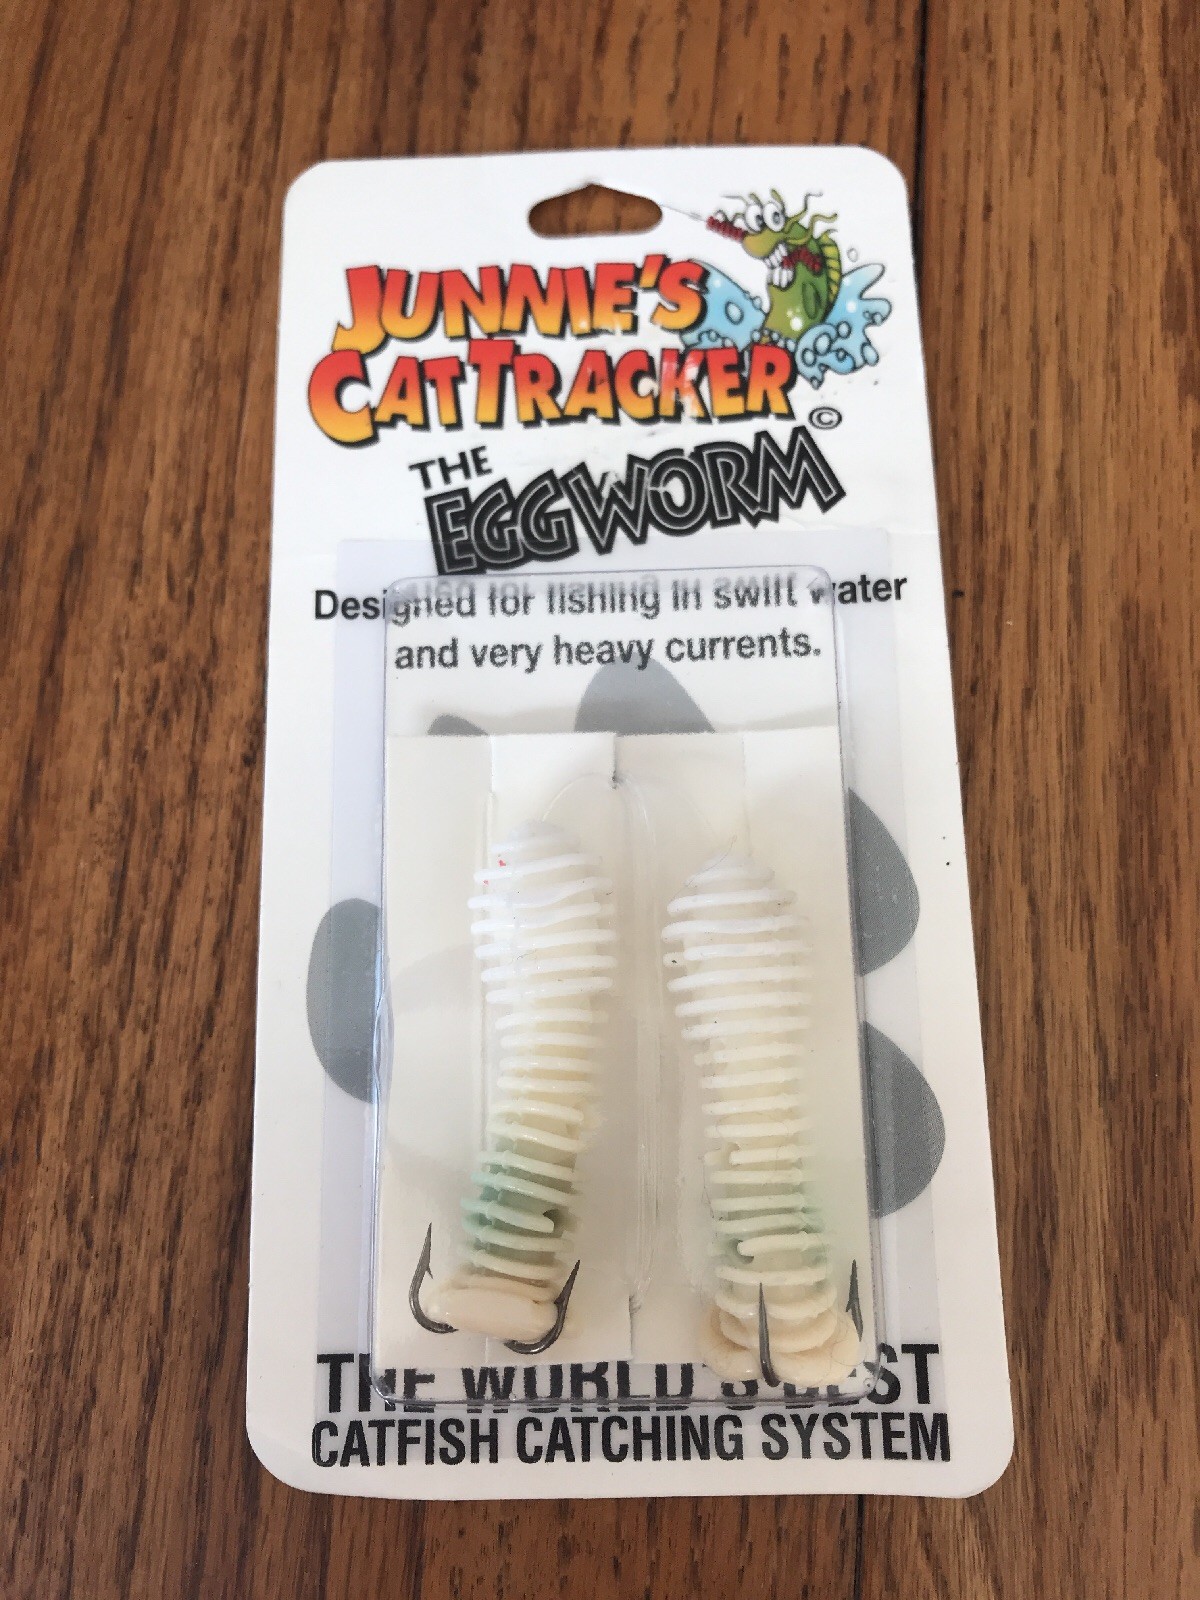 JUNNIE'S
CATTRACKER
THE
EGGWORM ©
Designed for fishing in swift water
and very heavy currents.
THE WORLD'S BEST
CATFISH CATCHING SYSTEM